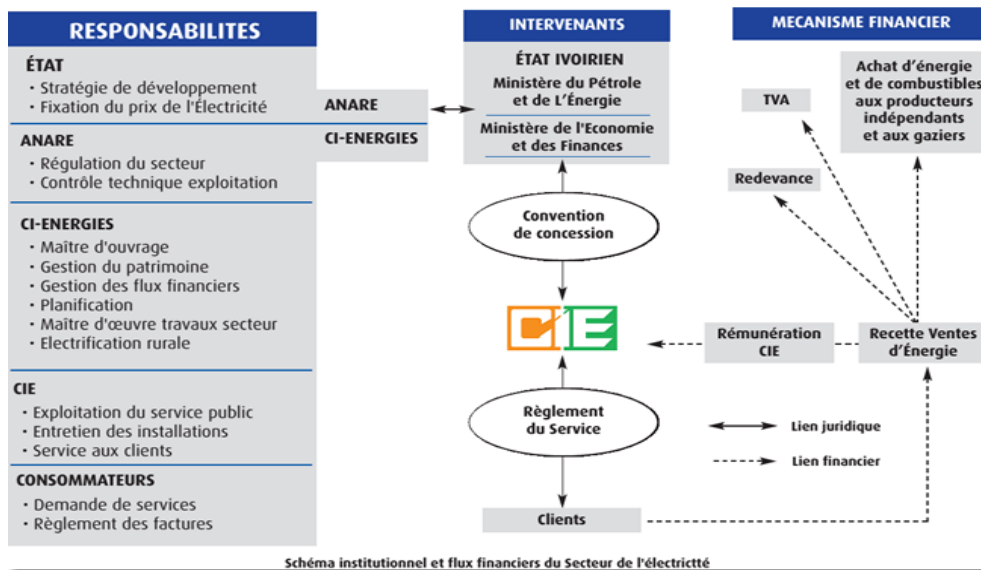 RESPONSABILITES
ÉTAT
· Stratégie de développement
· Fixation du prix de l'Électricité
ANARE
· Régulation du secteur
· Contrôle technique exploitation
CI-ENERGIES
· Maître d'ouvrage
· Gestion du patrimoine
· Gestion des flux financiers
· Planification
· Maître d'œuvre travaux secteur
· Electrification rurale
CIE
· Exploitation du service public
· Entretien des installations
· Service aux clients
CONSOMMATEURS
· Demande de services
· Règlement des factures
ANARE
CI-ENERGIES
INTERVENANTS
ÉTAT IVOIRIEN
Ministère du Pétrole
et de L'Énergie
Ministère de l'Economie
et des Finances
Convention
de concession
CIE
Règlement
du Service
Clients
MECANISME FINANCIER
Achat d'énergie
et de combustibles
aux producteurs
indépendants
et aux gaziers
TVA
Redevance
Rémunération
CIE
Recette Ventes
d'Énergie
Lien juridique
Lien financier
Schéma institutionnel et flux financiers du Secteur de l'électrictté